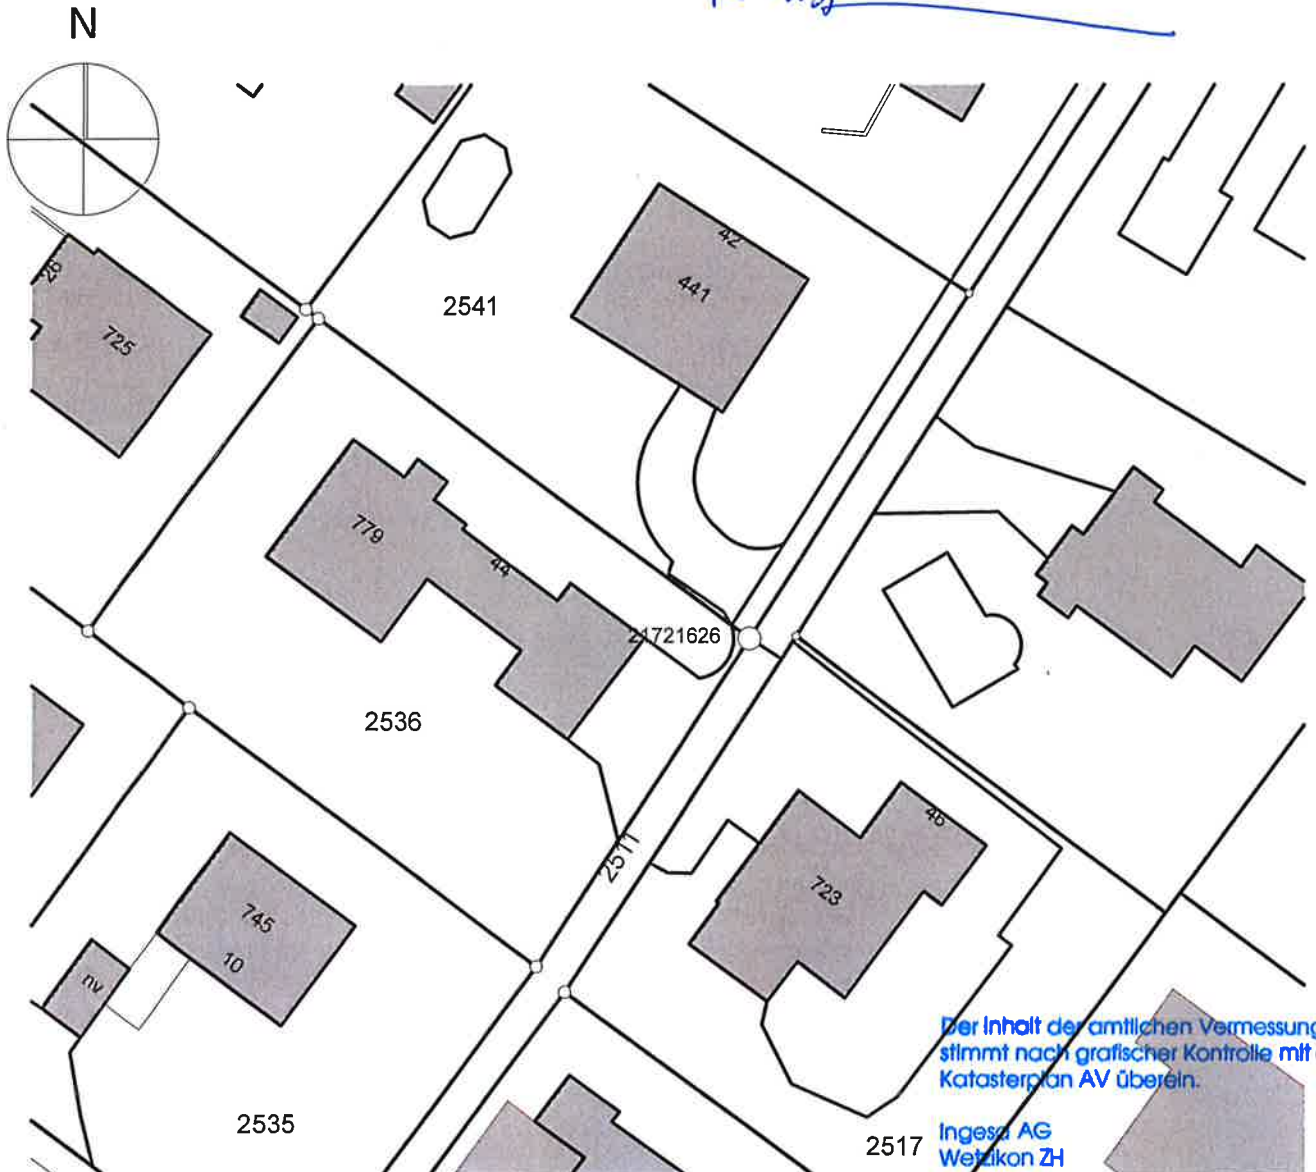 N
42
441
2541
26
725
779
44
21721626
2536
2511
46
723
745
10
nv
2535
2517
Der Inhalt der amtlichen Vermessung
stimmt nach grafischer Kontrolle mit
Katasterplan AV überein.
Ingesa AG
Wetzikon ZH